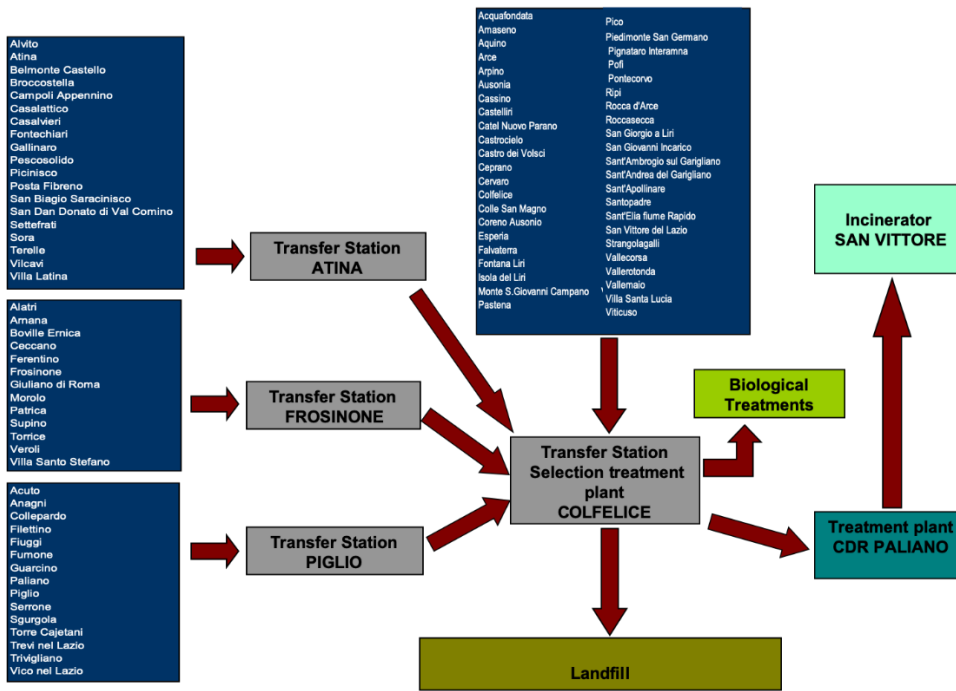 Alvito
Atina
Belmonte Castello
Broccostella
Campoli Appennino
Casalattico
Casalvieri
Fontechiari
Gallinaro
Pescosolido
Picinisco
Posta Fibreno
San Biagio Saracinisco
San Dan Donato di Val Comino
Settefrati
Sora
Terelle
Vilcavi
Villa Latina
Transfer Station
ATINA
Alatri
Arnana
Boville Ernica
Ceccano
Ferentino
Frosinone
Giuliano di Roma
Morolo
Patrica
Supino
Torrice
Veroli
Villa Santo Stefano
Transfer Station
FROSINONE
Acuto
Anagni
Collepardo
Filettino
Fiuggi
Fumone
Guarcino
Paliano
Piglio
Serrone
Sgurgola
Torre Cajetani
Trevi nel Lazio
Trivigliano
Vico nel Lazio
Transfer Station
PIGLIO
Acquafondata
Amaseno
Aquino
Arce
Arpino
Ausonia
Cassino
Castelliri
Catel Nuovo Parano
Castrocielo
Castro dei Volsci
Ceprano
Cervaro
Colfelice
Colle San Magno
Coreno Ausonio
Esperia
Falvaterra
Fontana Liri
Isola del Liri
Monte S.Giovanni Campano
Pastena
Pico
Piedimonte San Germano
Pignataro Interamna
Pofi
Pontecorvo
Ripi
Rocca d'Arce
Roccasecca
San Giorgio a Liri
San Giovanni Incarico
Sant'Ambrogio sul Garigliano
Sant'Andrea del Garigliano
Sant'Apollinare
Santopadre
Sant'Elia fiume Rapido
San Vittore del Lazio
Strangolagalli
Vallecorsa
Vallerotonda
Vallemaio
Villa Santa Lucia
Viticuso
Transfer Station
Selection treatment
plant
COLFELICE
Biological
Treatments
Incinerator
SAN VITTORE
Treatment plant
CDR PALIANO
Landfill